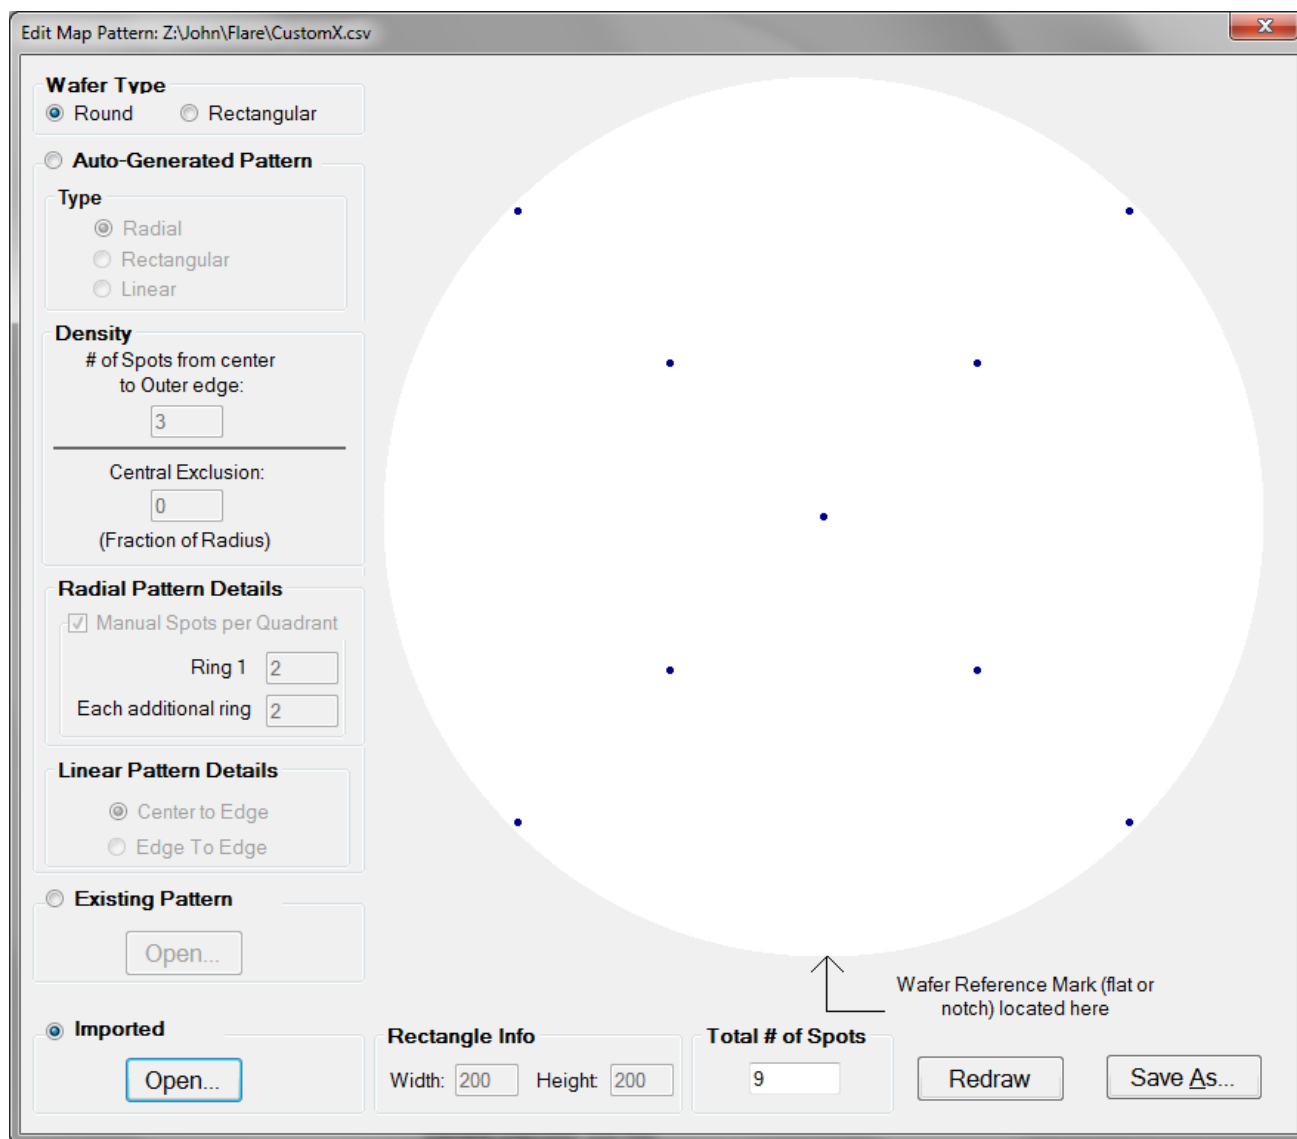 Edit Map Pattern: Z:\John\Flare\CustomX.csv
X
Wafer Type
Round
Rectangular
Auto-Generated Pattern
Type
Radial
Rectangular
Linear
Density
# of Spots from center
to Outer edge:
3
Central Exclusion:
0
(Fraction of Radius)
Radial Pattern Details
Manual Spots per Quadrant
Ring 1
2
Each additional ring
2
Linear Pattern Details
Center to Edge
Edge To Edge
Existing Pattern
Open...
Wafer Reference Mark (flat or
notch) located here
Imported
Open...
Rectangle Info
Width: 200 Height: 200
Total # of Spots
9
Redraw
Save As...